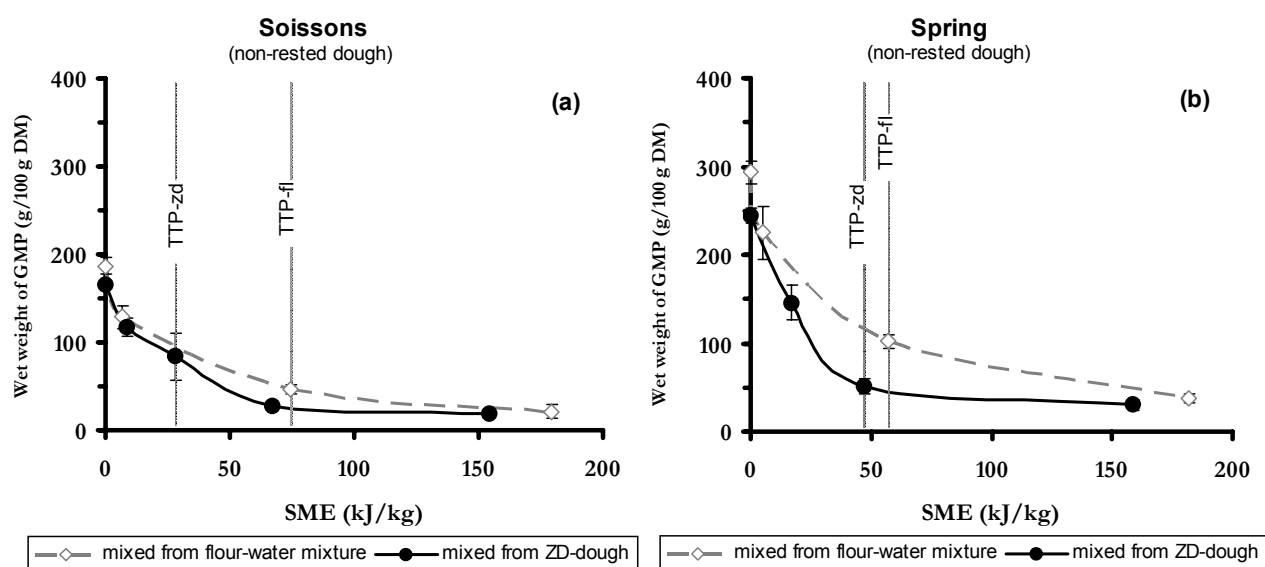 Soissons
(non-rested dough)
(a)
Wet weight of GMP (g/100 g DM)
400
300
200
100
0
TTP-zd
TTP-fl
0 50 100 150 200
SME (kJ/kg)
mixed from flour-water mixture mixed from ZD-dough
Spring
(non-rested dough)
(b)
Wet weight of GMP (g/100 g DM)
400
300
200
100
0
TTP-zd
TTP-fl
0 50 100 150 200
SME (kJ/kg)
mixed from flour-water mixture mixed from ZD-dough